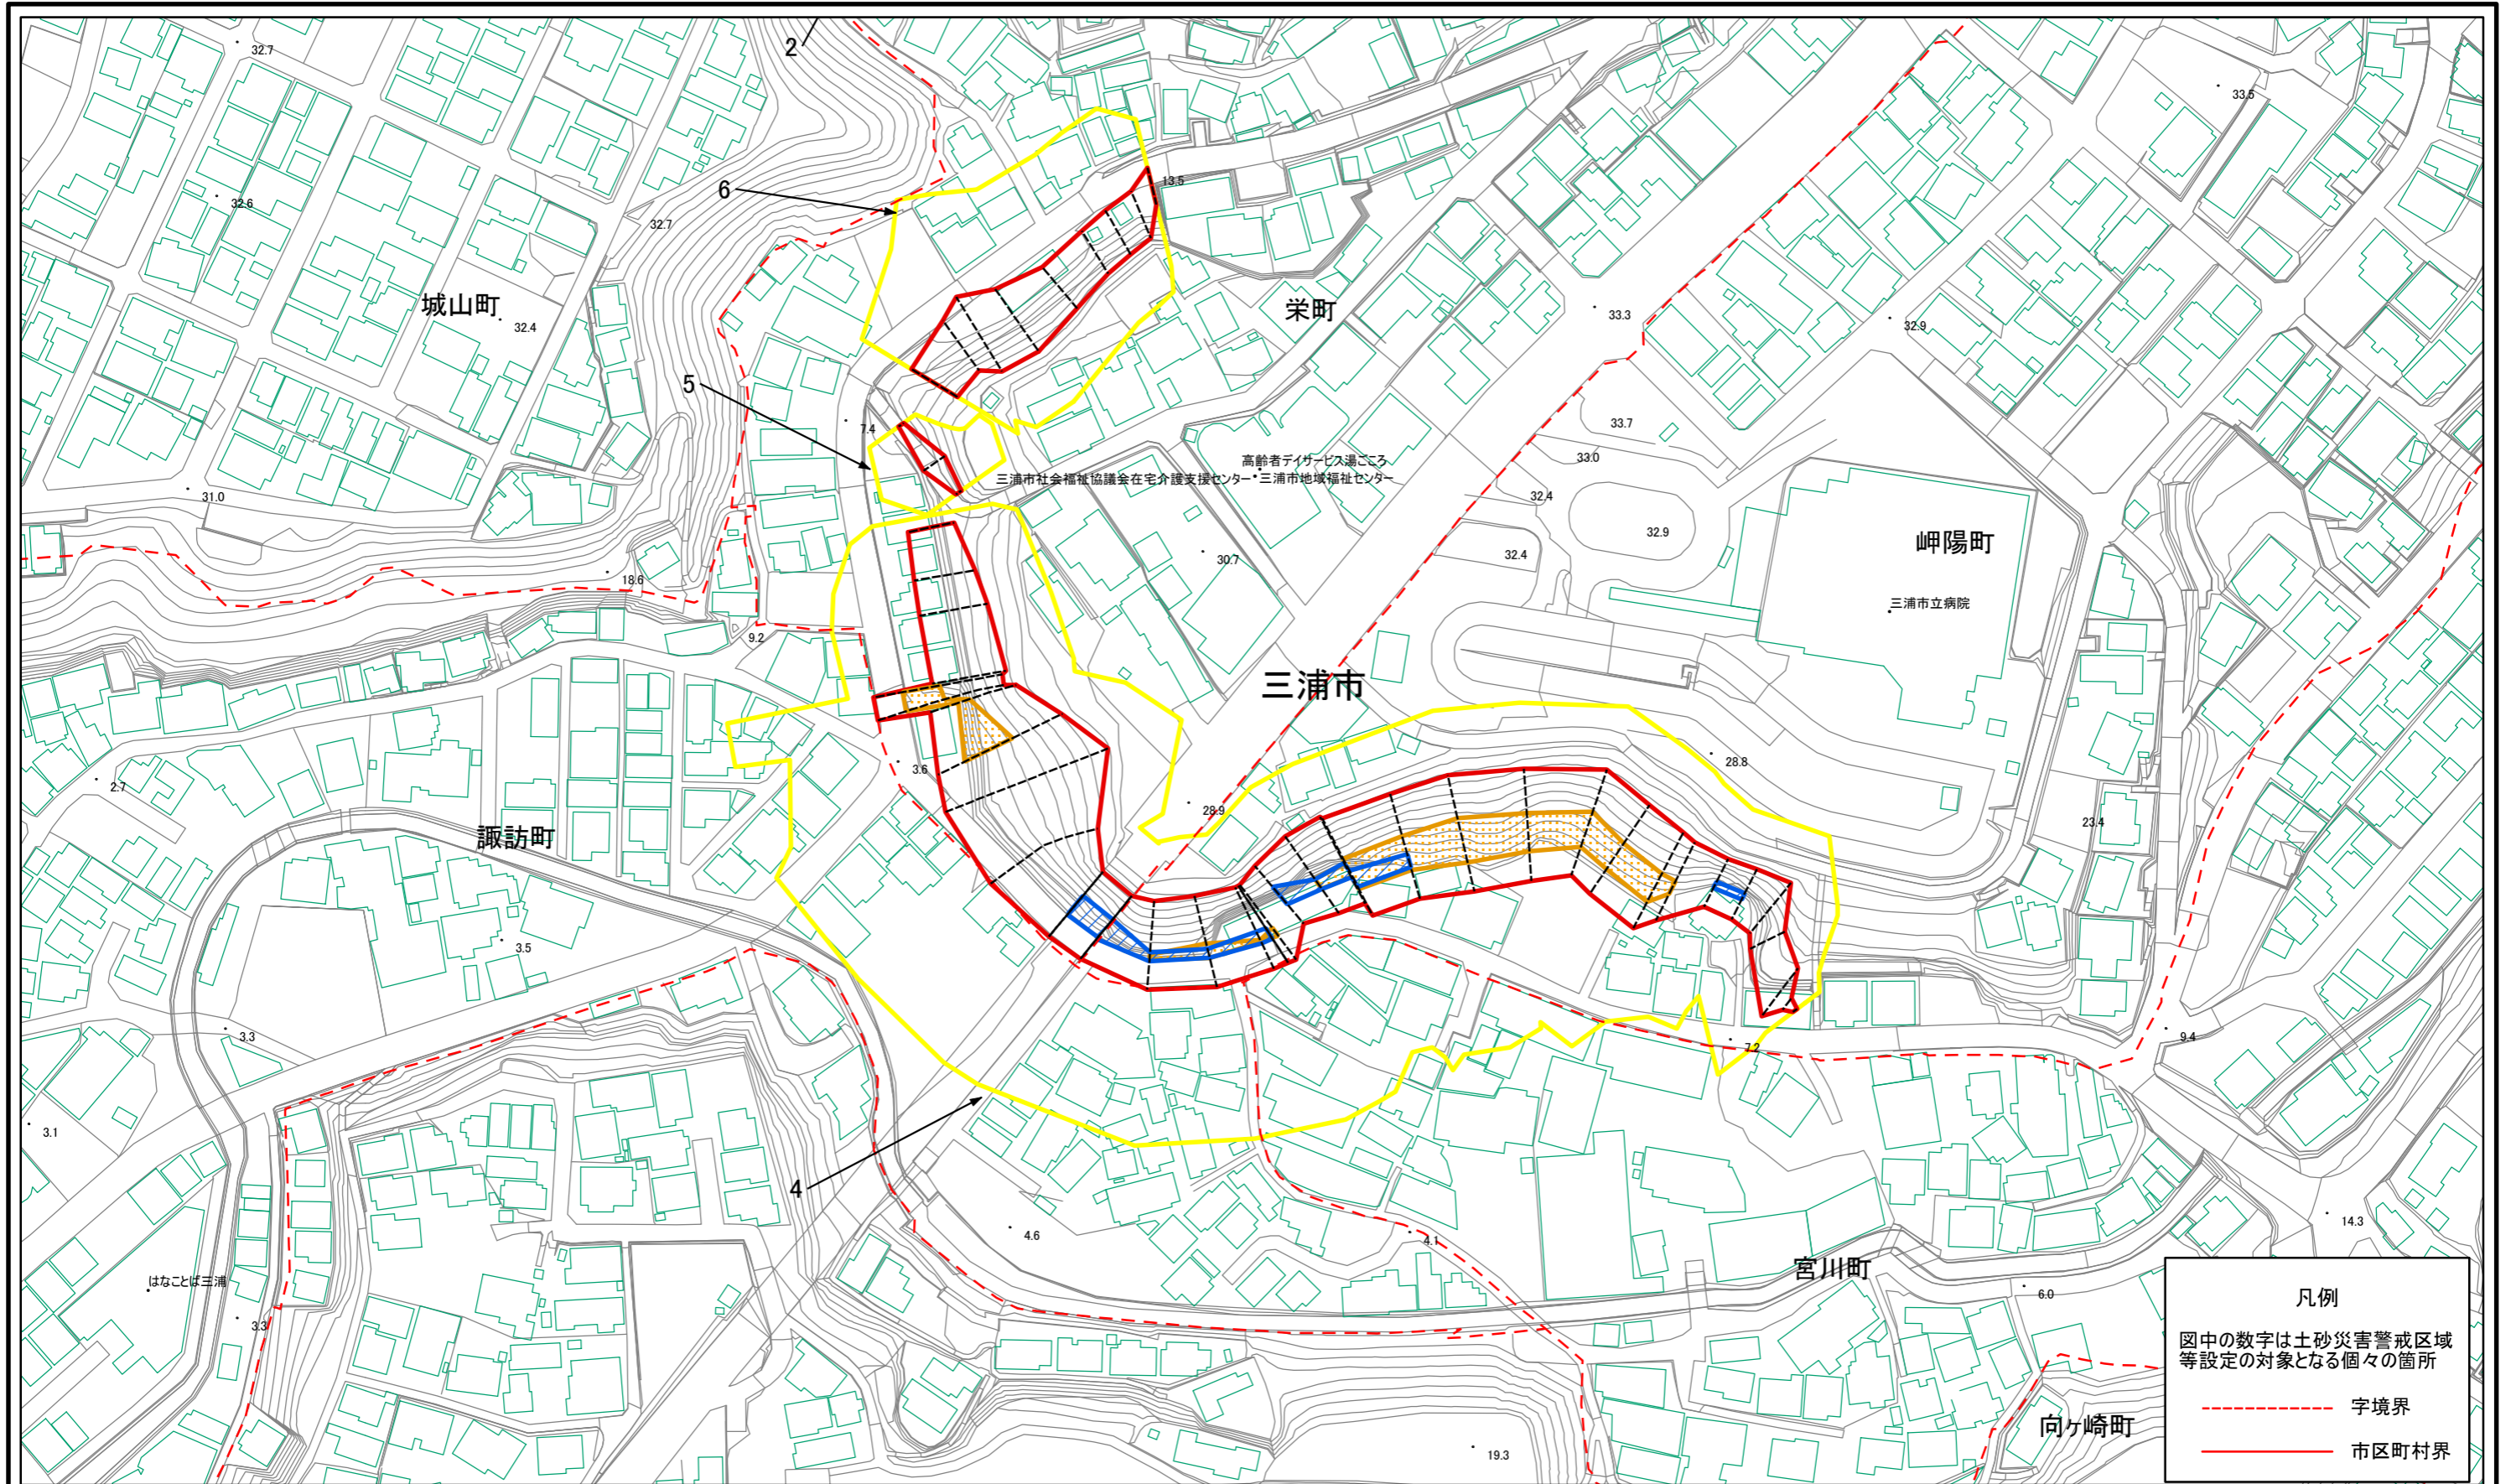 2
32.7
33.5
6
13.5
32.6
32.7
城山町
32.4
栄町
33.3
32.9
5
7.4
33.7
高齢者デイサービス湯ごころ
33.0
三浦市社会福祉協議会在宅介護支援センター
三浦市地域福祉センター
31.0
32.4
32.9
岬陽町
30.7
32.4
18.6
三浦市立病院
9.2
三浦市
3.6
28.8
2.7
28.9
23.4
諏訪町
3.5
3.3
7.2
9.4
3.1
4
14.3
4.6
4.1
宮川町
はなことば三浦
6.0
3.3
向ヶ崎町
19.3
凡例
図中の数字は土砂災害警戒区域
等設定の対象となる個々の箇所
字境界
市区町村界